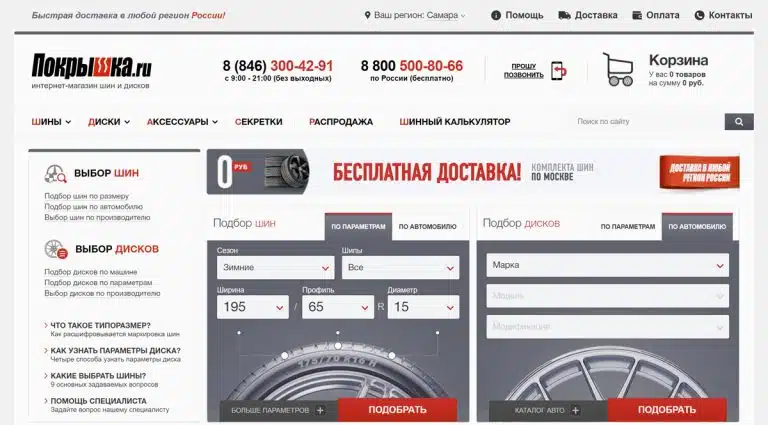 Быстрая доставка в любой регион России!
Ваш регион: Самара
Помощь
Доставка
Оплата
Контакты
Покрышка.ru
интернет-магазин шин и дисков
8 (846) 300-42-91
с 9:00 - 21:00 (без выходных)
8 800 500-80-66
по России (бесплатно)
ПРОШУ
ПОЗВОНИТЬ
Корзина
У вас 0 товаров
на сумму 0 руб.
ШИНЫ
ДИСКИ
АКСЕССУАРЫ
СЕКРЕТКИ
РАСПРОДАЖА
ШИННЫЙ КАЛЬКУЛЯТОР
Поиск по сайту
ВЫБОР ШИН
Подбор шин по размеру
Подбор шин по автомобилю
Выбор шин по производителю
ВЫБОР ДИСКОВ
Подбор дисков по машине
Подбор дисков по параметрам
Выбор дисков по производителю
ЧТО ТАКОЕ ТИПОРАЗМЕР?
Как расшифровывается маркировка шин
КАК УЗНАТЬ ПАРАМЕТРЫ ДИСКА?
Четыре способа узнать параметры диска
КАКИЕ ВЫБРАТЬ ШИНЫ?
9 основных задаваемых вопросов
ПОМОЩЬ СПЕЦИАЛИСТА
Задайте вопрос нашему специалисту
0 РУБ
БЕСПЛАТНАЯ ДОСТАВКА!
КОМПЛЕКТА ШИН
ПО МОСКВЕ
ДОСТАВКА В ЛЮБОЙ
РЕГИОН РОССИИ
Подбор шин
ПО ПАРАМЕТРАМ
ПО АВТОМОБИЛЮ
Сезон
Шипы
Зимние
Все
Ширина
Профиль
Диаметр
195 / 65 R 15
175/70 R16 H
БОЛЬШЕ ПАРАМЕТРОВ +
ПОДОБРАТЬ
Подбор дисков
ПО ПАРАМЕТРАМ
ПО АВТОМОБИЛЮ
Марка
Модель
Модификация
КАТАЛОГ АВТО +
ПОДОБРАТЬ